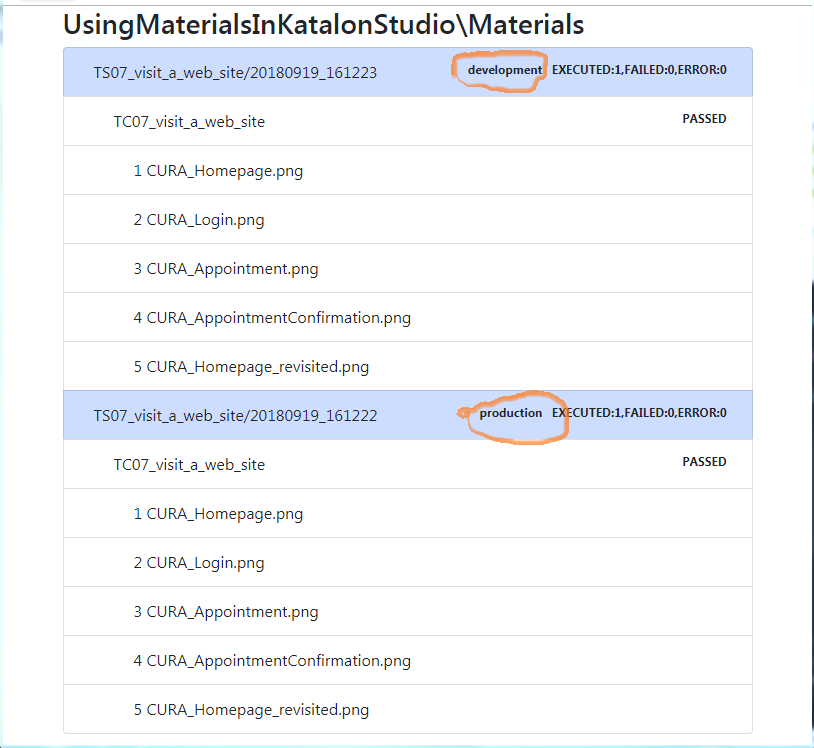 UsingMaterialsInKatalonStudio\Materials
TS07_visit_a_web_site/20180919_161223 development EXECUTED:1,FAILED:0,ERROR:0
TC07_visit_a_web_site PASSED
1 CURA_Homepage.png
2 CURA_Login.png
3 CURA_Appointment.png
4 CURA_AppointmentConfirmation.png
5 CURA_Homepage_revisited.png
TS07_visit_a_web_site/20180919_161222 production EXECUTED:1,FAILED:0,ERROR:0
TC07_visit_a_web_site PASSED
1 CURA_Homepage.png
2 CURA_Login.png
3 CURA_Appointment.png
4 CURA_AppointmentConfirmation.png
5 CURA_Homepage_revisited.png